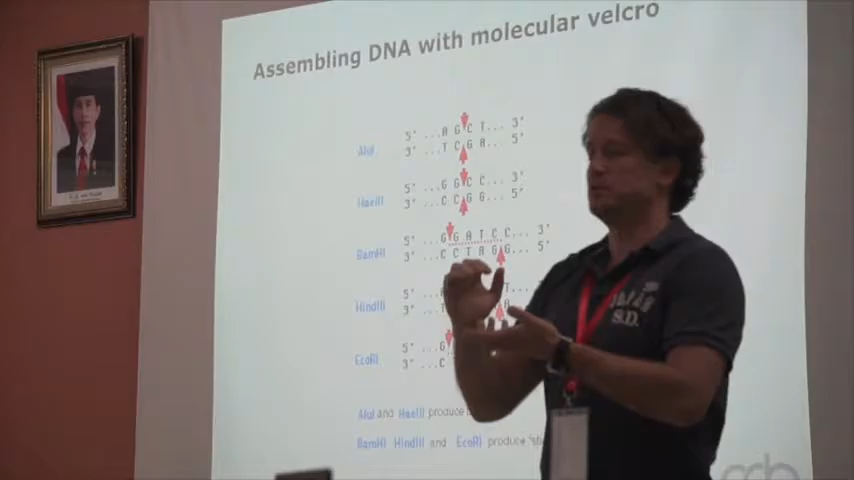 Assembling DNA with molecular velcro
AluI 5' ...A G C T... 3'
3' ...T C G A... 5'
HaeIII 5' ...G G C C... 3'
3' ...C C G G... 5'
BamHI 5' ...G G A T C C... 3'
3' ...C C T A G G... 5'
HindIII 5' ... T...
3' ...T
EcoRI 5' ...G
3' ...C
AluI and HaeIII produce
BamHI HindIII and EcoRI produce
S.D.